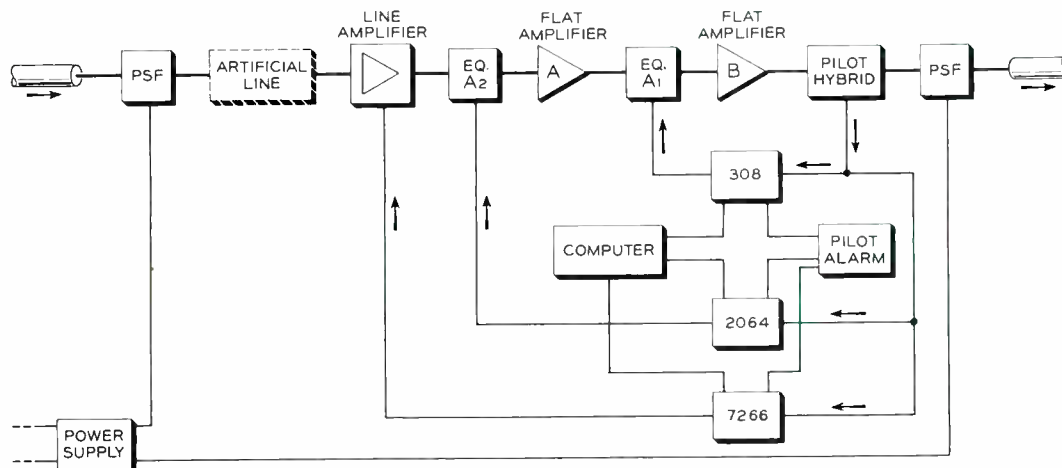 LINE
AMPLIFIER
FLAT
AMPLIFIER
FLAT
AMPLIFIER
PSF
ARTIFICIAL
LINE
EQ.
A2
A
EQ.
A1
B
PILOT
HYBRID
PSF
308
COMPUTER
PILOT
ALARM
2064
7266
POWER
SUPPLY